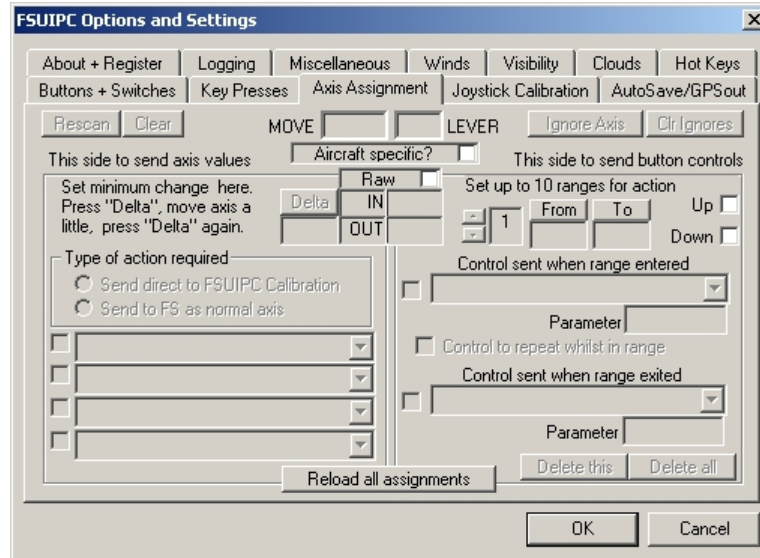 FSUIPC Options and Settings
About + Register Logging Miscellaneous Winds Visibility Clouds Hot Keys
Buttons + Switches Key Presses Axis Assignment Joystick Calibration AutoSave/GPSout
Rescan Clear MOVE LEVER Ignore Axis Clr Ignores
Aircraft specific?
This side to send axis values
This side to send button controls
Set minimum change here.
Press "Delta", move axis a
little, press "Delta" again.
Raw
Delta IN
OUT
Set up to 10 ranges for action
1 From To Up
Down
Type of action required
Send direct to FSUIPC Calibration
Send to FS as normal axis
Control sent when range entered
Parameter
Control to repeat whilst in range
Control sent when range exited
Parameter
Delete this Delete all
Reload all assignments
OK Cancel